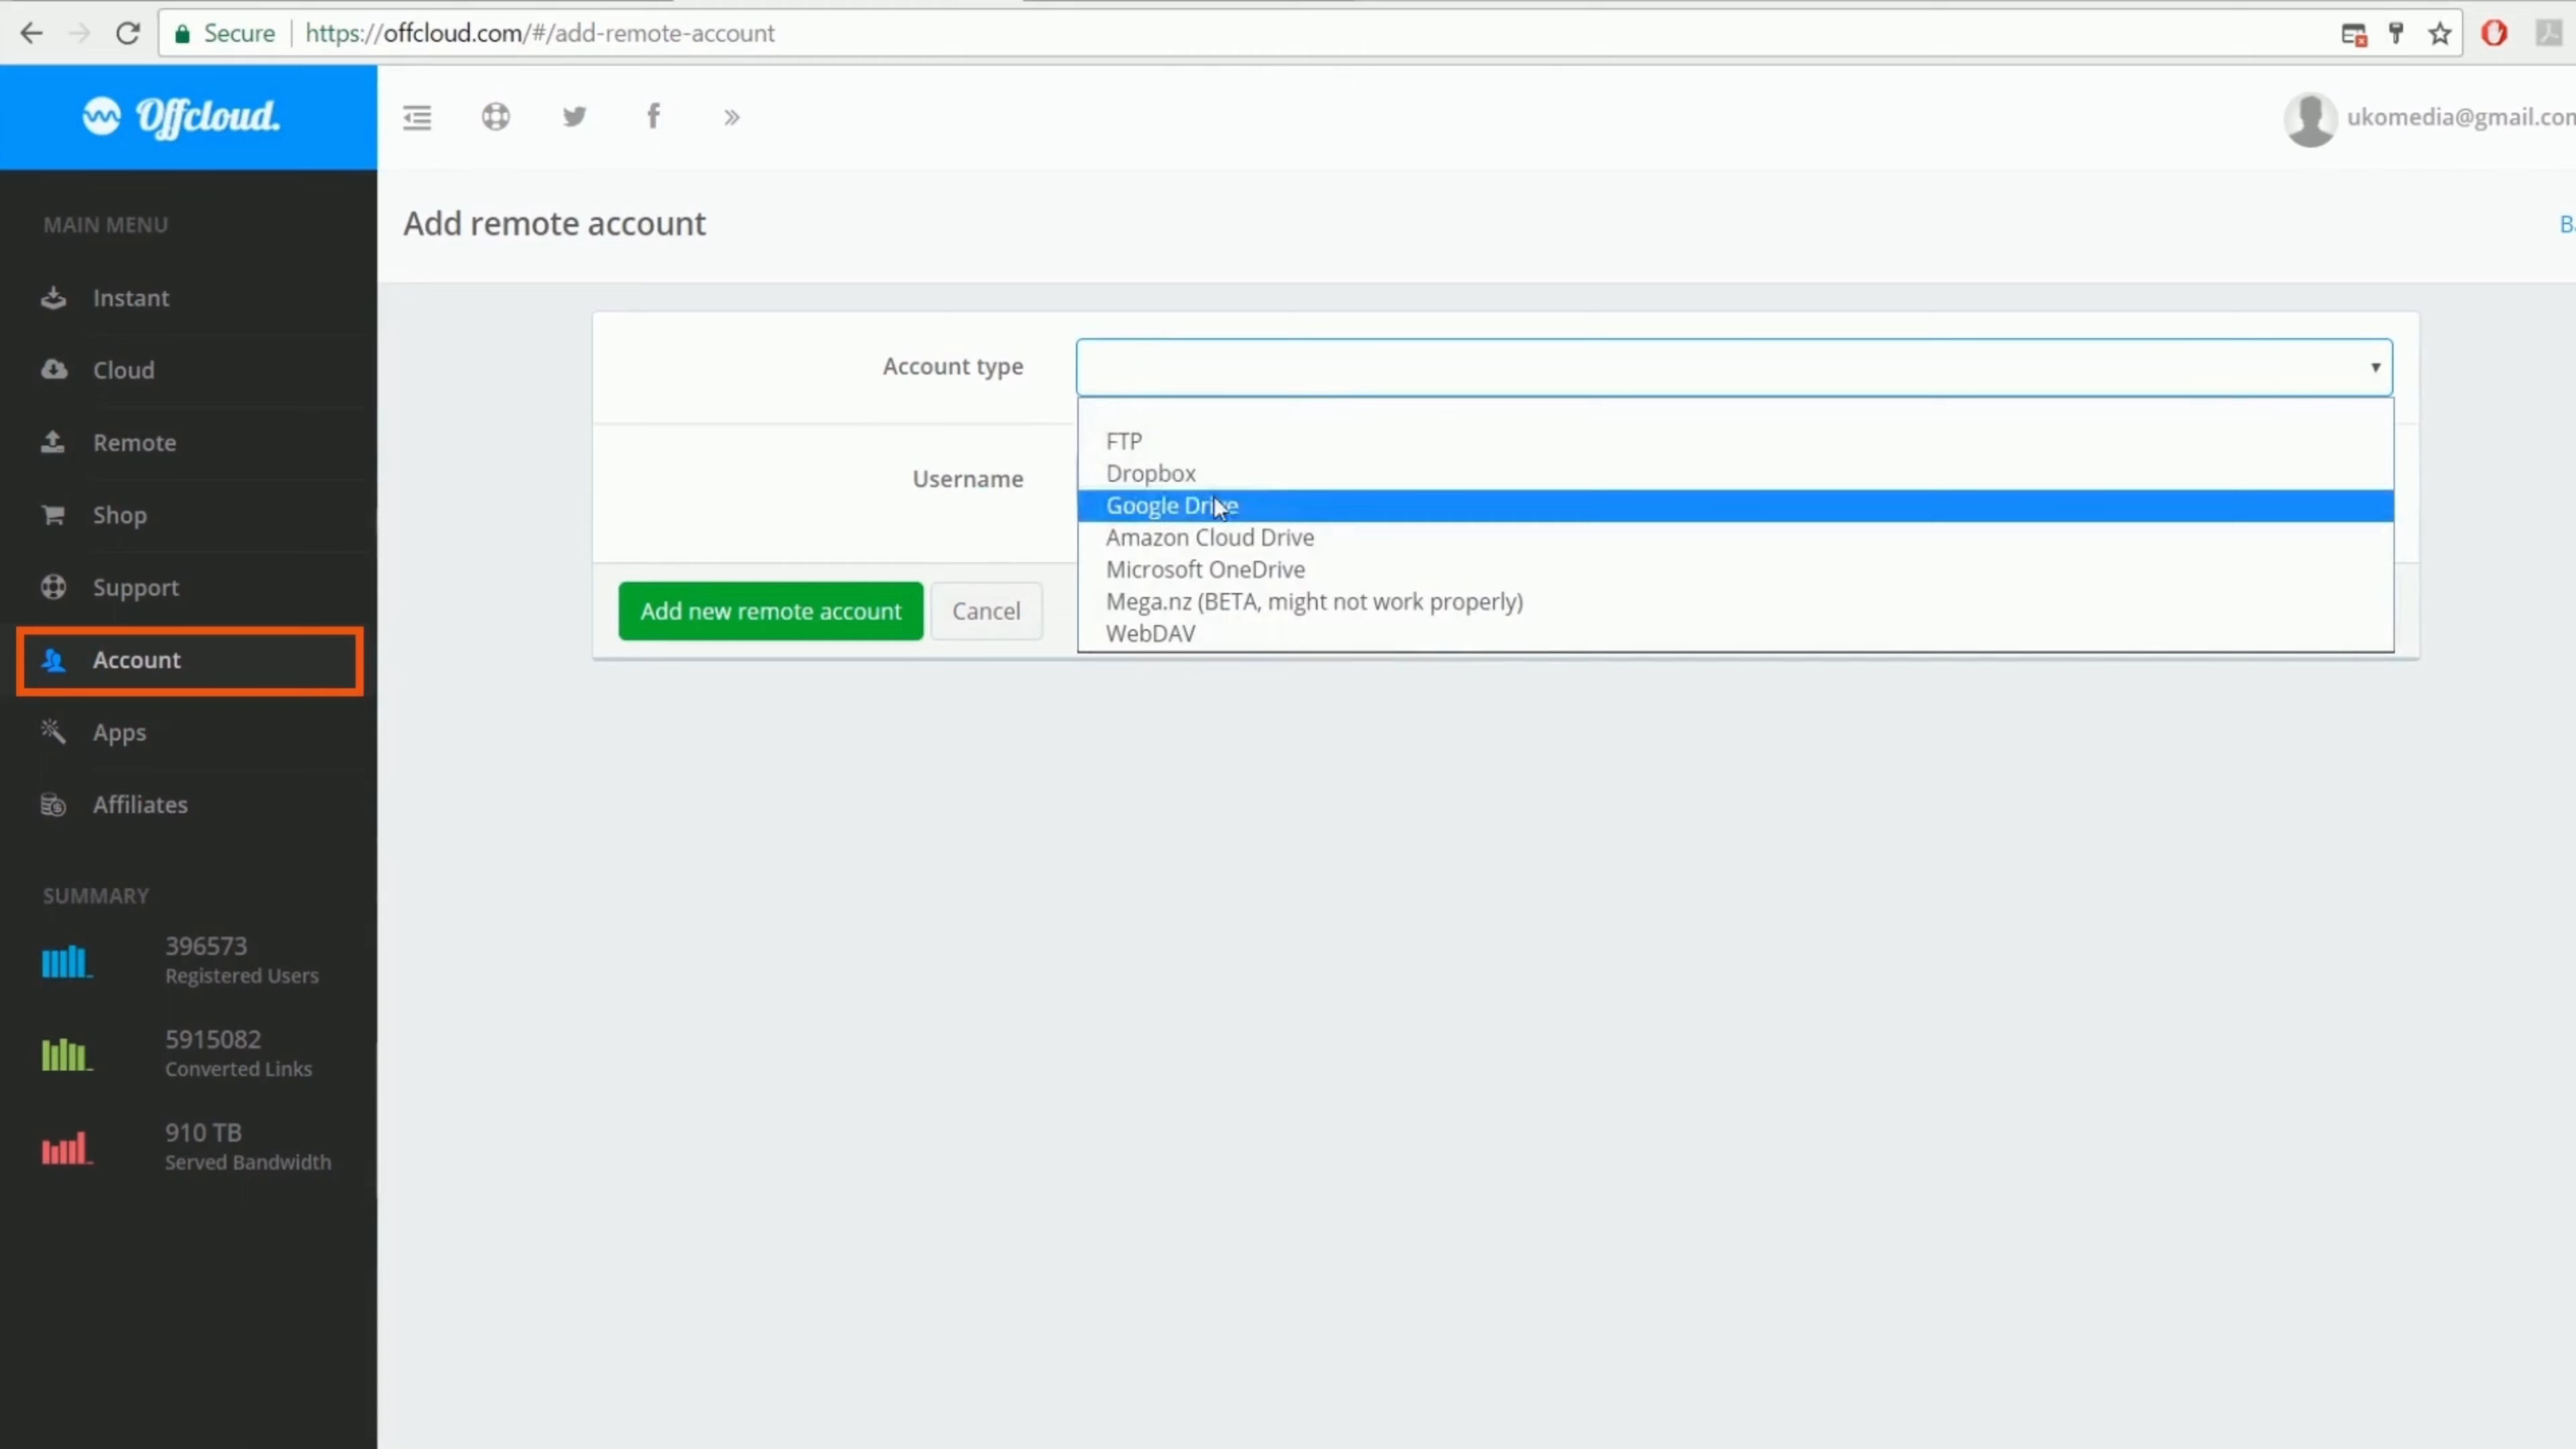 Secure https://offcloud.com/#/add-remote-account
Offcloud.
ukomedia@gmail.com
MAIN MENU
Add remote account
Instant
Cloud
Remote
Shop
Support
Account
Apps
Affiliates
Account type
FTP
Dropbox
Google Drive
Amazon Cloud Drive
Microsoft OneDrive
Mega.nz (BETA, might not work properly)
WebDAV
Username
Add new remote account
Cancel
SUMMARY
396573
Registered Users
5915082
Converted Links
910 TB
Served Bandwidth